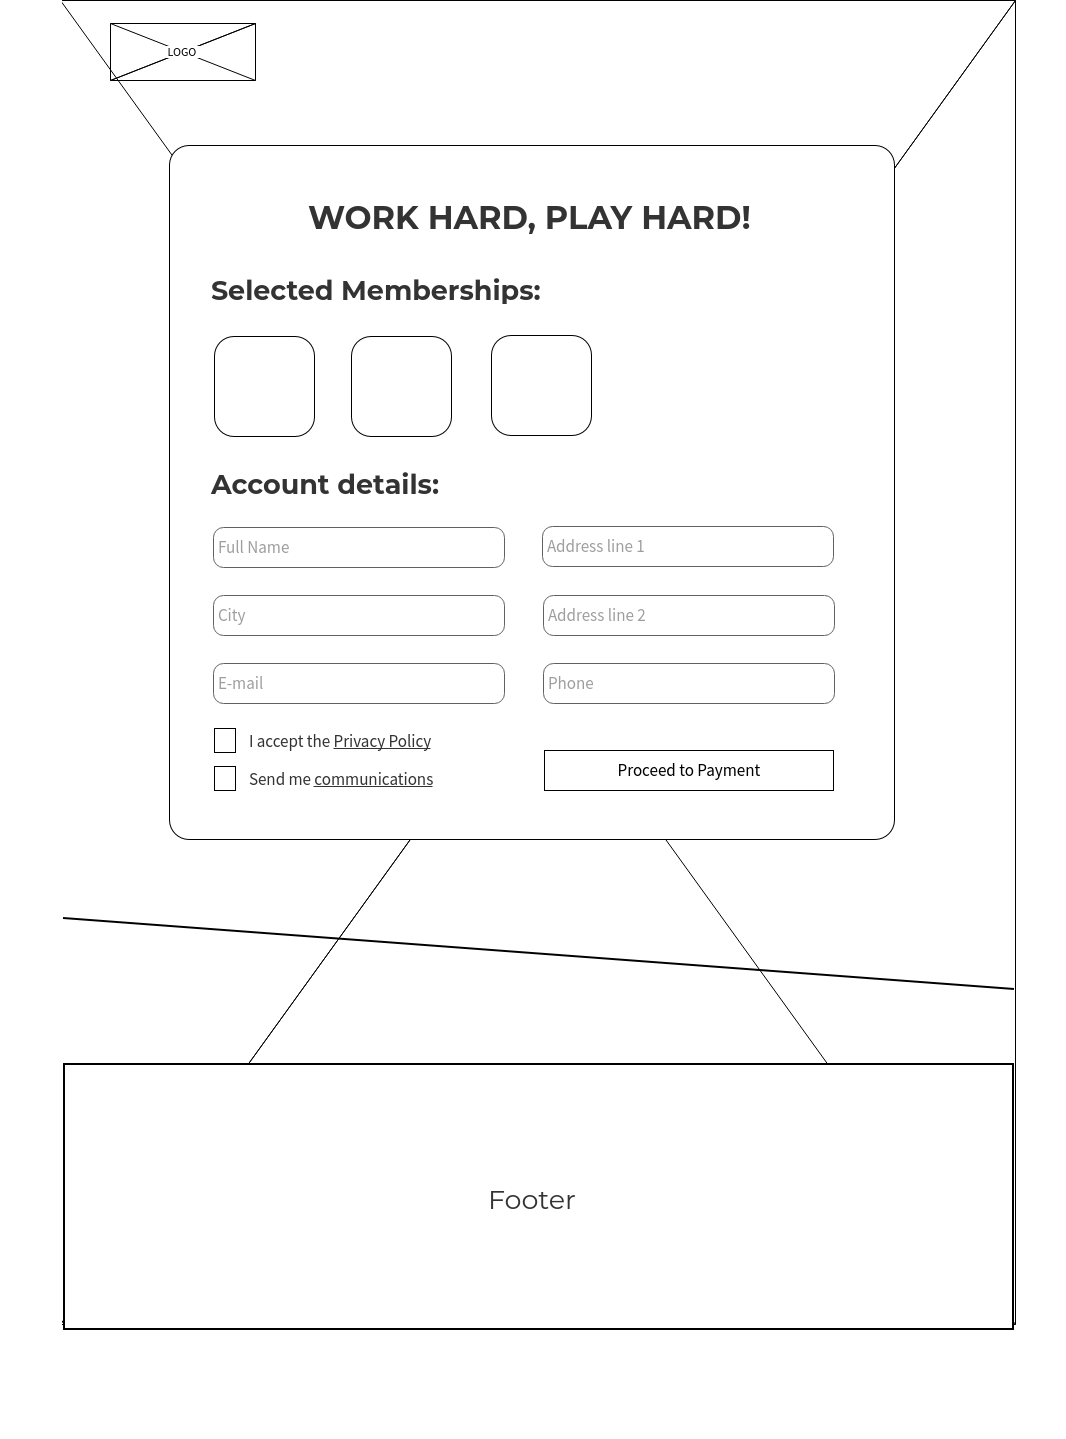 LOGO
WORK HARD, PLAY HARD!
Selected Memberships:
Account details:
Full Name
Address line 1
City
Address line 2
E-mail
Phone
I accept the Privacy Policy
Send me communications
Proceed to Payment
Footer